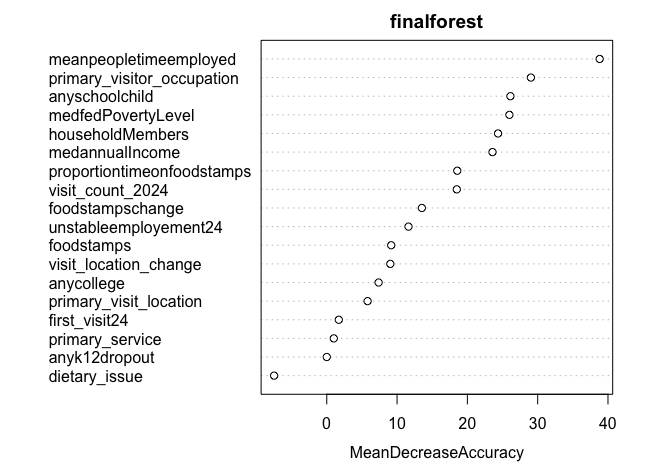 finalforest
meanpeopletimeemployed
primary_visitor_occupation
anyschoolchild
medfedPovertyLevel
householdMembers
medannualIncome
proportiontimeonfoodstamps
visit_count_2024
foodstampschange
unstableemployement24
foodstamps
visit_location_change
anycollege
primary_visit_location
first_visit24
primary_service
anyk12dropout
dietary_issue
0 10 20 30 40
MeanDecreaseAccuracy